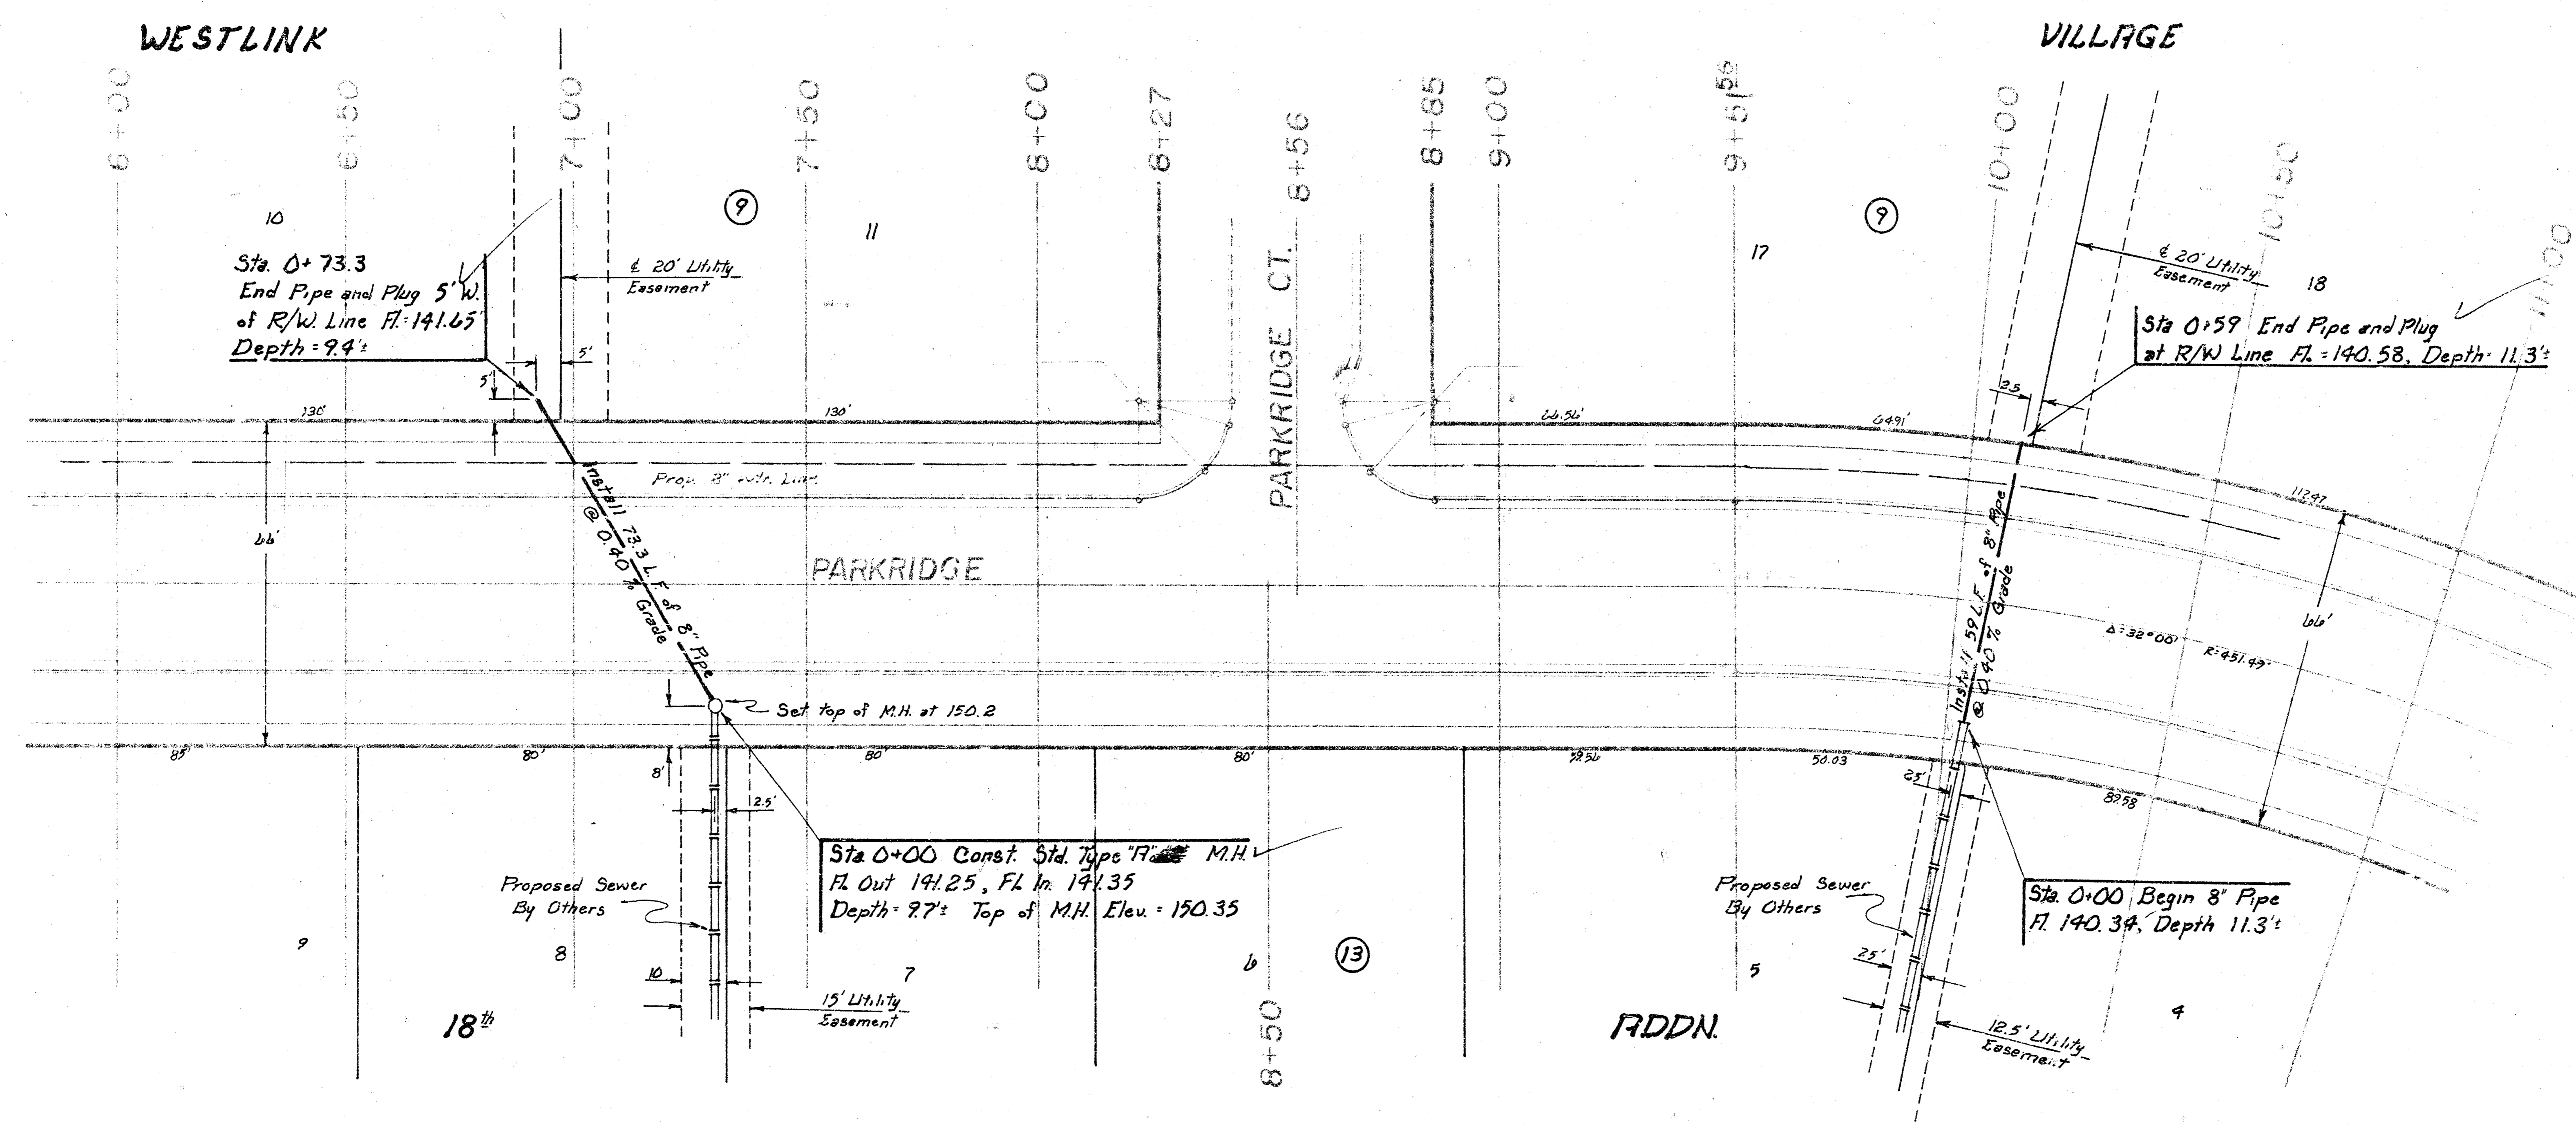 WESTLINK
VILLAGE
6+00
6+50
7+00
7+50
8+00
8+27
8+56
8+85
9+00
9+51.56
10+00
10+50
11+00
10
9
11
9
17
18
Sta. 0+73.3
End Pipe and Plug 5' W.
of R/W. Line Fl.=141.65'
Depth = 9.4'±
℄ 20' Utility
Easement
PARKRIDGE CT.
℄ 20' Utility
Easement
Sta 0+59 End Pipe and Plug
at R/W Line Fl. = 140.58, Depth = 11.3'±
5'
5'
2.5
130'
130'
66.56'
64.91'
117.47
Prop. 8" Wtr. Line
Install 73.3 L.F. of 8" Pipe
@ 0.40% Grade
66'
PARKRIDGE
Install 59 L.F. of 8" Pipe
@ 0.40% Grade
Δ=32°00'
R=451.49'
66'
Set top of M.H. at 150.2
85'
80'
80'
80'
59.56
50.03
89.58
8'
2.5'
25'
Sta 0+00 Const. Std. Type "A" M.H.
Fl. Out 141.25, Fl. In 141.35
Depth = 9.7'± Top of M.H. Elev. = 150.35
Proposed Sewer
By Others
Proposed Sewer
By Others
Sta. 0+00 Begin 8" Pipe
Fl. 140.34, Depth 11.3'±
9
8
10
7
6
13
25'
5
4
15' Utility
Easement
18th
8+50
ADDN.
12.5' Utility
Easement